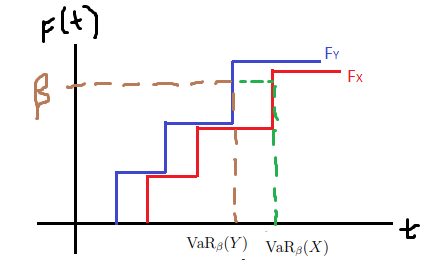 F(t)
F_Y
F_X
β
t
VaR_β(Y) VaR_β(X)